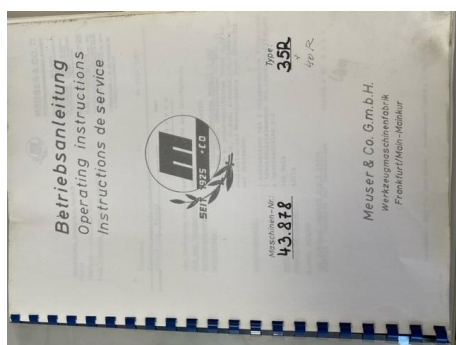 Betriebsanleitung
Operating instructions
Instructions de service
m
SEIT 1925 + CO
Maschinen-Nr.:
43.878
Type:
35R
+
40R
Meuser & Co. G.m.b.H.
Werkzeugmaschinenfabrik
Frankfurt/Main-Mainkur